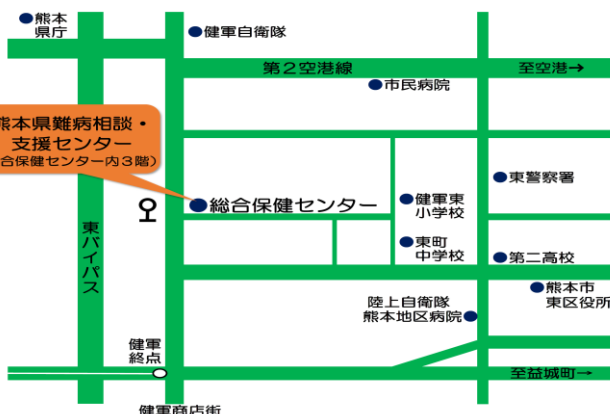 熊本
県庁
健軍自衛隊
第２空港線
至空港→
市民病院
熊本県難病相談・
支援センター
合保健センター内３階）
東警察署
総合保健センター
健軍東
小学校
東バイパス
東町
中学校
第二高校
熊本市
東区役所
陸上自衛隊
熊本地区病院
健軍
終点
至益城町→
健軍商店街